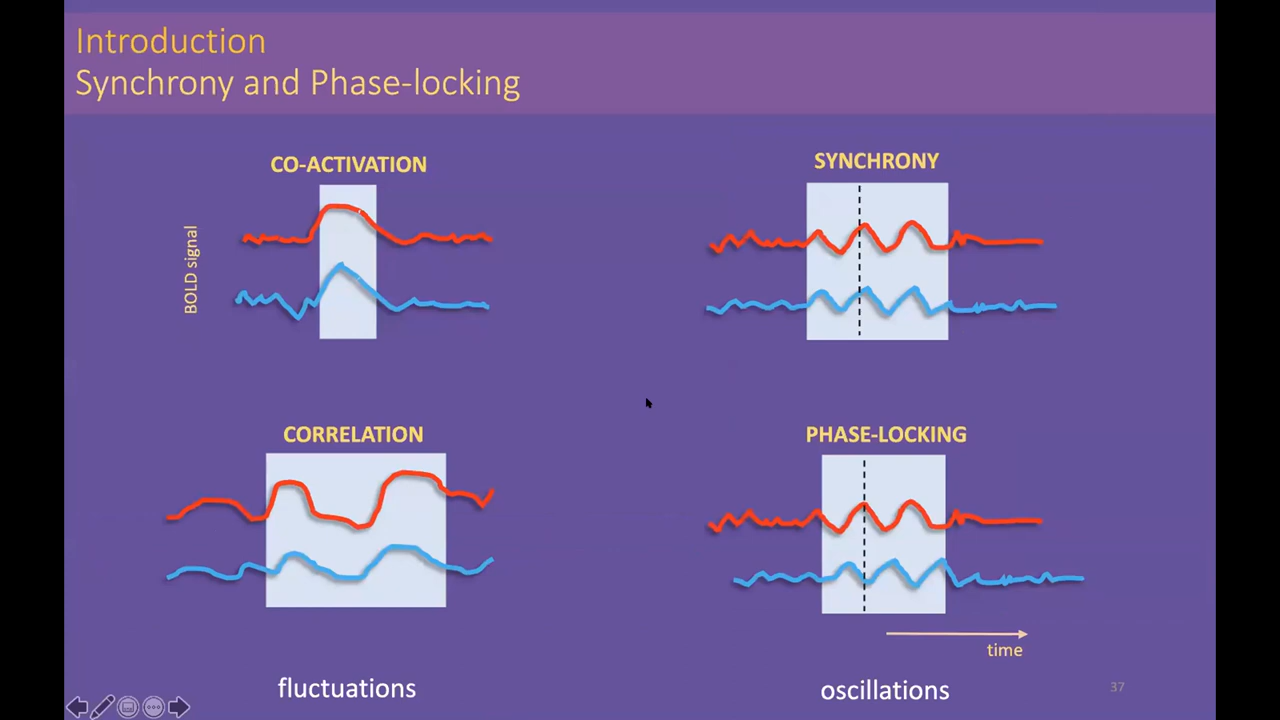 Introduction
Synchrony and Phase-locking
CO-ACTIVATION
SYNCHRONY
BOLD signal
CORRELATION
PHASE-LOCKING
time
fluctuations
oscillations
37